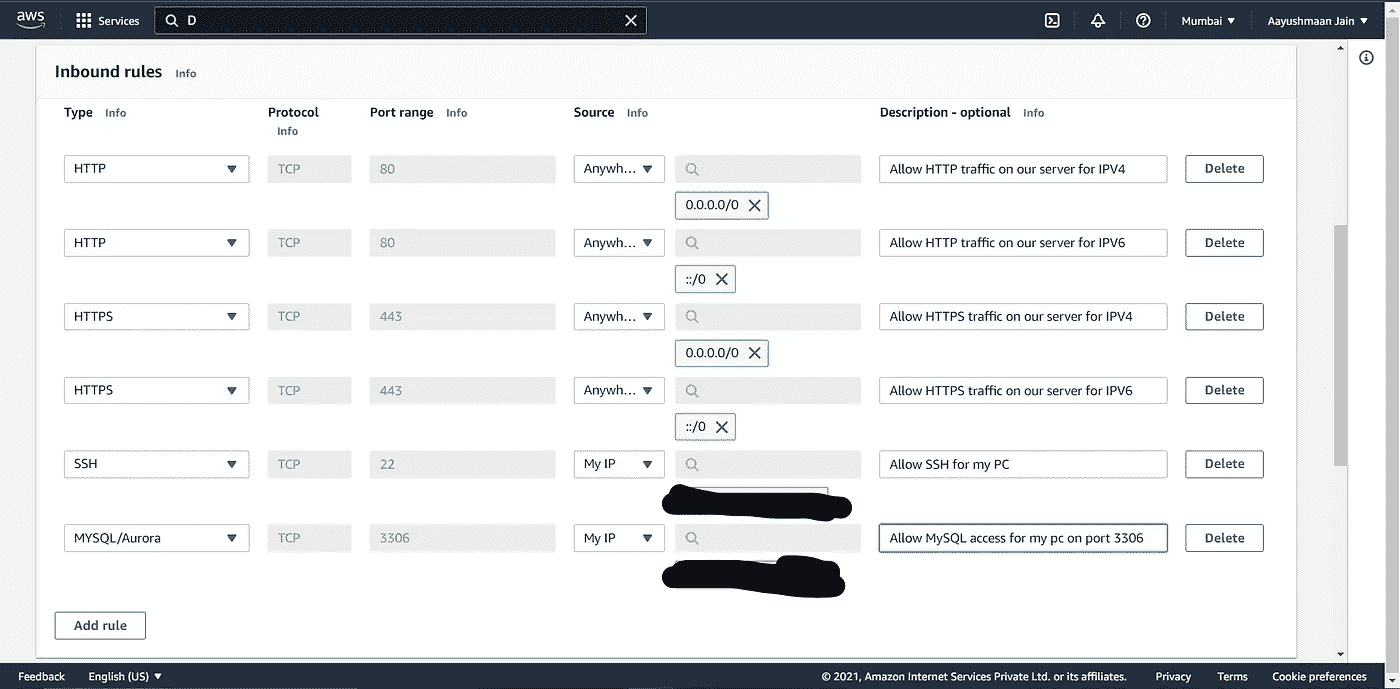 aws Services D Mumbai ▼ Aayushmaan Jain ▼
Inbound rules Info
Type Info Protocol Info Port range Info Source Info Description - optional Info
HTTP TCP 80 Anywh... Allow HTTP traffic on our server for IPV4 Delete
0.0.0.0/0
HTTP TCP 80 Anywh... Allow HTTP traffic on our server for IPV6 Delete
::/0
HTTPS TCP 443 Anywh... Allow HTTPS traffic on our server for IPV4 Delete
0.0.0.0/0
HTTPS TCP 443 Anywh... Allow HTTPS traffic on our server for IPV6 Delete
::/0
SSH TCP 22 My IP Allow SSH for my PC Delete
MYSQL/Aurora TCP 3306 My IP Allow MySQL access for my pc on port 3306 Delete
Add rule
Feedback English (US) ▼ © 2021, Amazon Internet Services Private Ltd. or its affiliates. Privacy Terms Cookie preferences